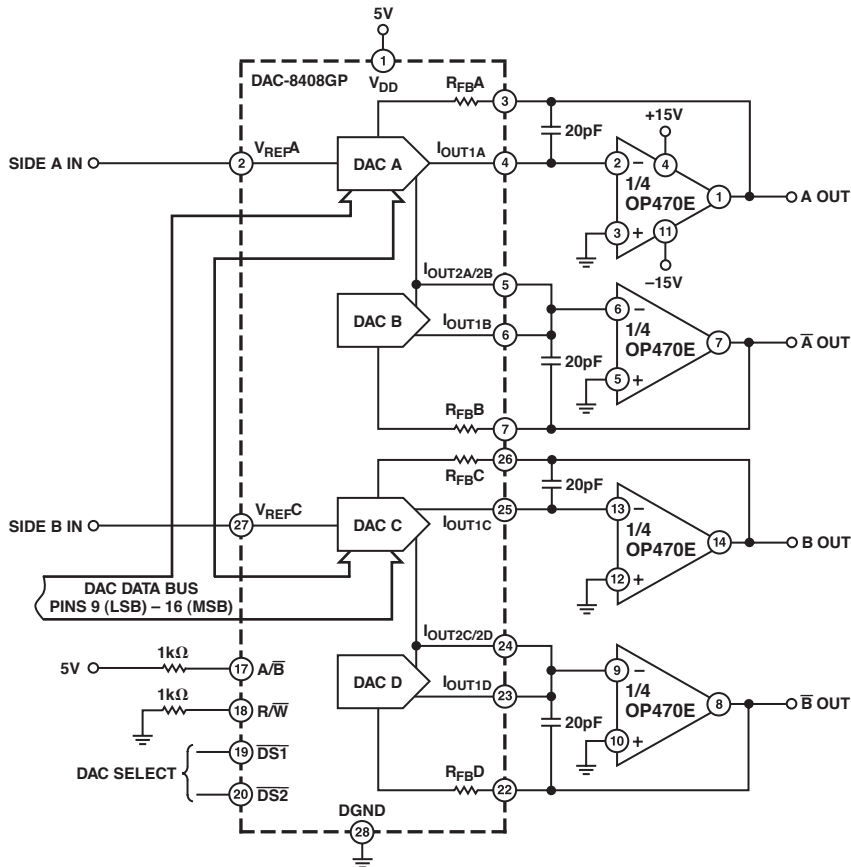 5V
1
DAC-8408GP
VDD
RFBA
3
+15V
20pF
4
SIDE A IN
2
VREFA
DAC A
IOUT1A
4
2 −
1/4
OP470E
1
A OUT
3 +
11
−15V
IOUT2A/2B
5
DAC B
IOUT1B
6
6 −
1/4
OP470E
7
A̅ OUT
20pF
5 +
RFBB
7
26
RFBC
20pF
SIDE B IN
27
VREFC
DAC C
IOUT1C
25
13 −
1/4
OP470E
14
B OUT
12 +
DAC DATA BUS
PINS 9 (LSB) – 16 (MSB)
IOUT2C/2D
24
5V
1kΩ
17
A/B̅
DAC D
IOUT1D
23
9 −
1/4
OP470E
8
B̅ OUT
1kΩ
18
R/W̅
20pF
10 +
DAC SELECT
19
D̅S̅1̅
20
D̅S̅2̅
RFBD
22
DGND
28